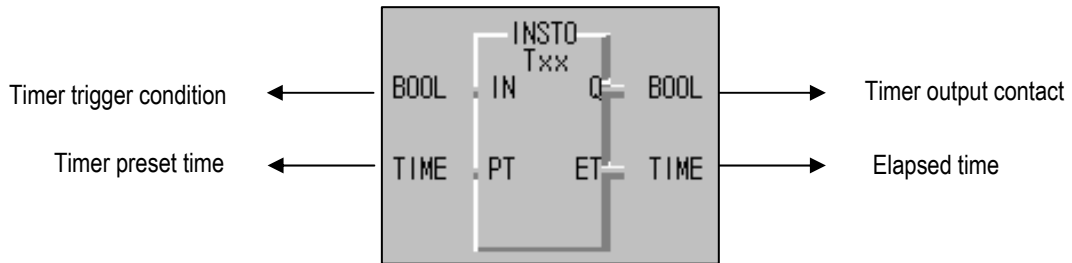 INST0
Txx
Timer trigger condition BOOL IN Q BOOL Timer output contact
Timer preset time TIME PT ET TIME Elapsed time